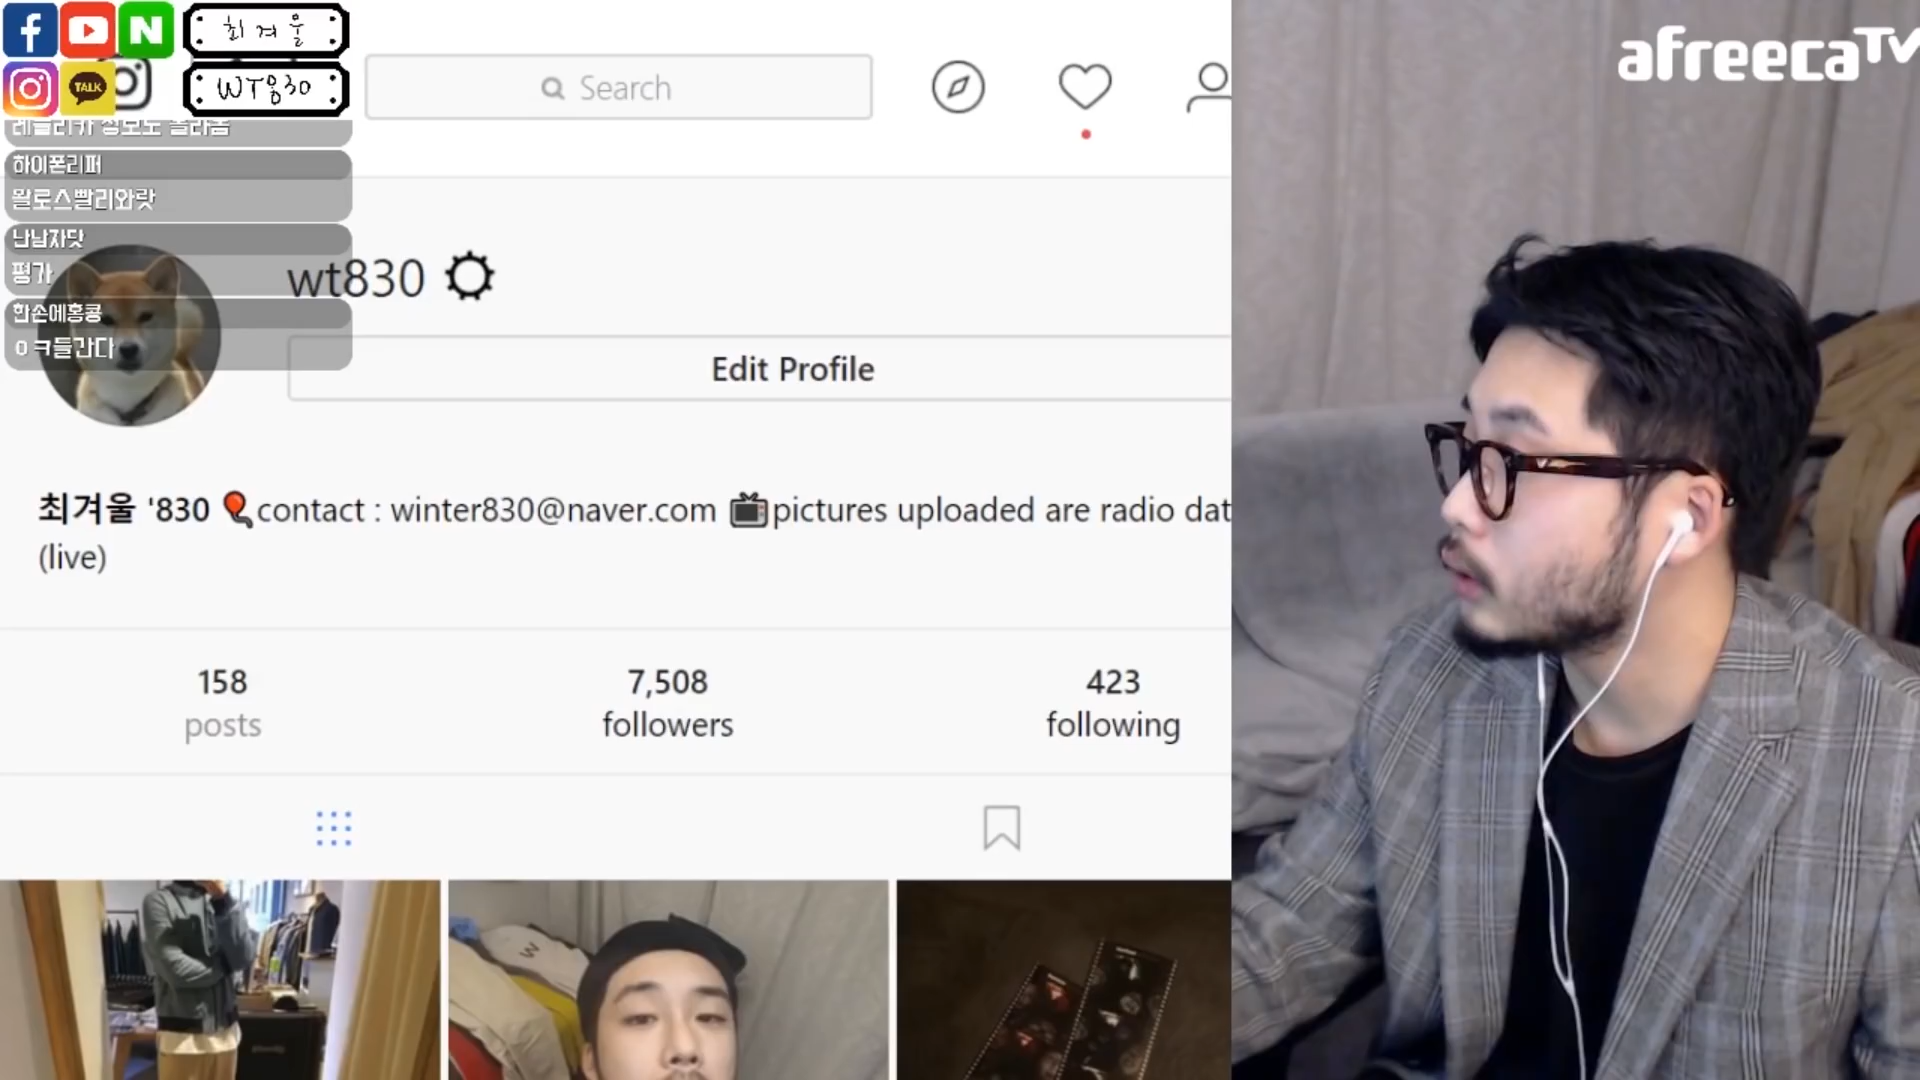 최겨울
afreecaTV
TALK
WT830
Search
하이폰리퍼
몰로스빨리와랏
난남자닷
평가
wt830
한손에홍콩
ㅇㅋ들간다
Edit Profile
최겨울 '830 🎈contact : winter830@naver.com 📺pictures uploaded are radio dat
(live)
158
posts
7,508
followers
423
following